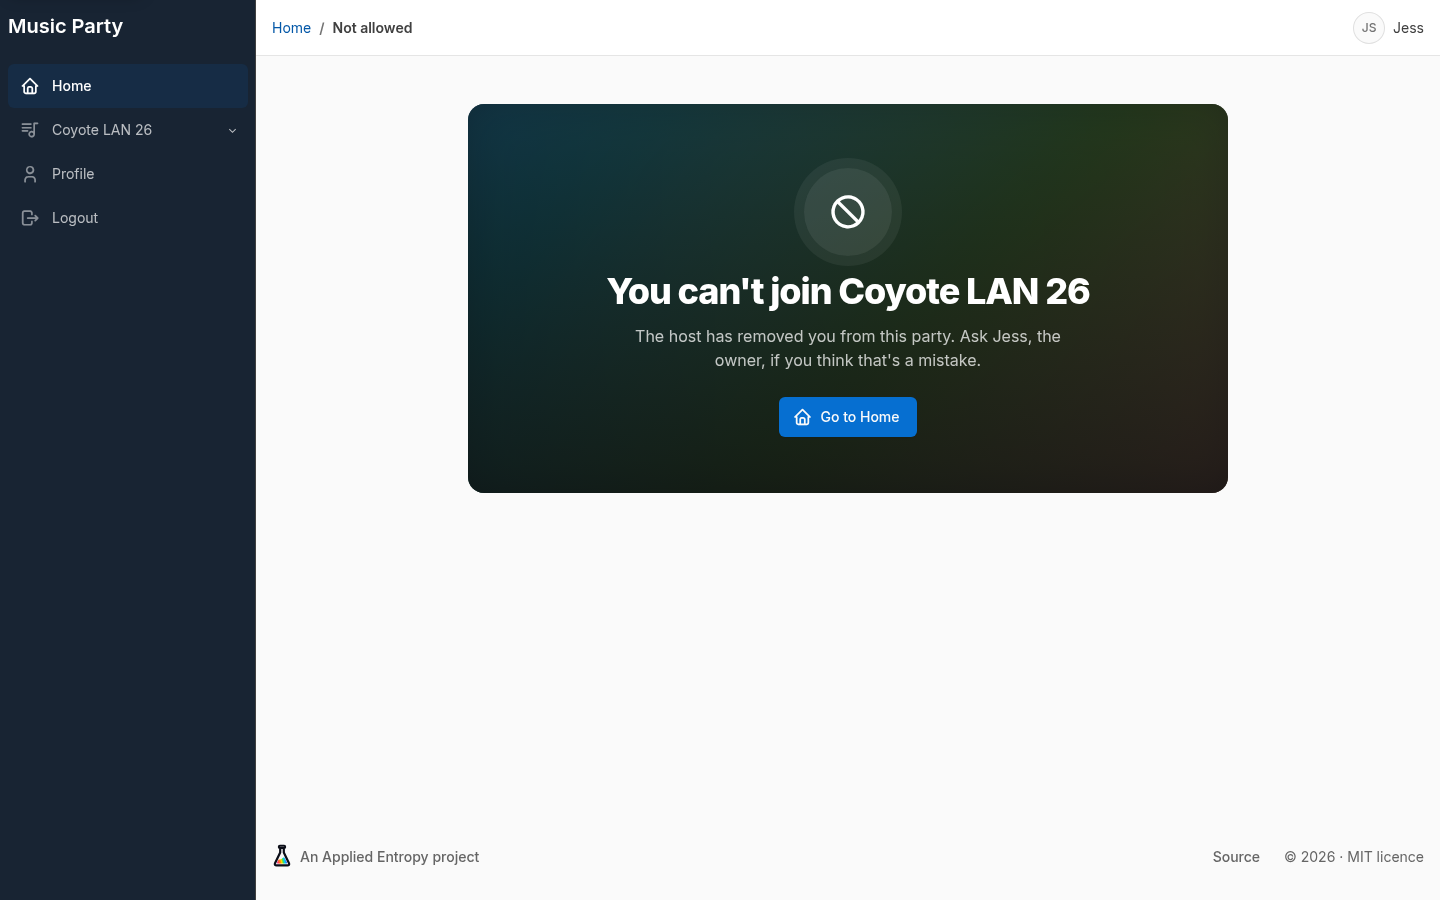 Music Party
Home / Not allowed
JS Jess
Home
Coyote LAN 26
Profile
Logout
You can't join Coyote LAN 26
The host has removed you from this party. Ask Jess, the
owner, if you think that's a mistake.
Go to Home
An Applied Entropy project
Source © 2026 · MIT licence